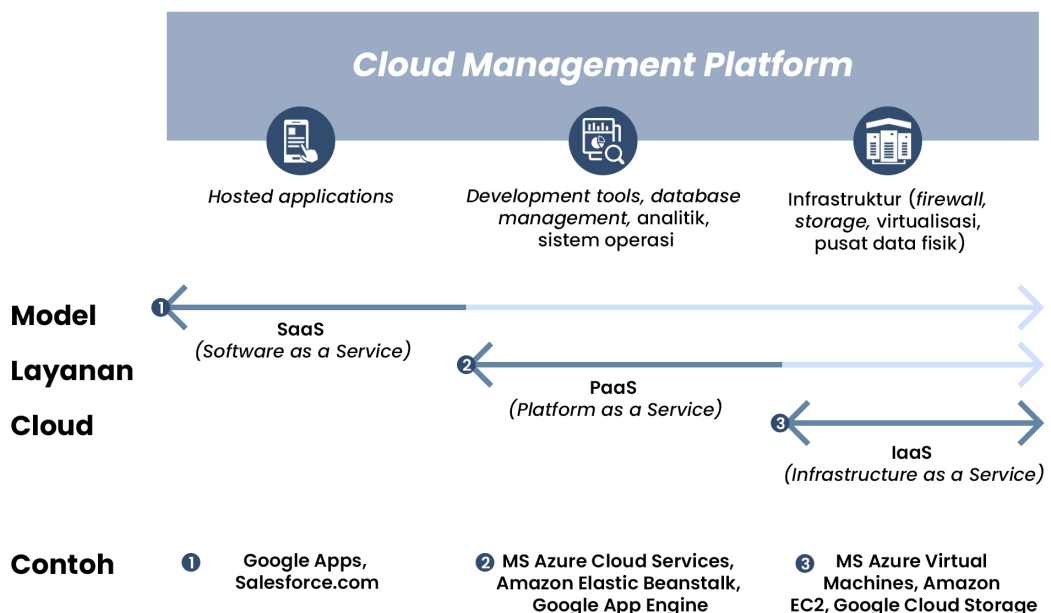 Cloud Management Platform
Hosted applications
Development tools, database
management, analitik,
sistem operasi
Infrastruktur (firewall,
storage, virtualisasi,
pusat data fisik)
Model
Layanan
Cloud
1
SaaS
(Software as a Service)
2
PaaS
(Platform as a Service)
3
IaaS
(Infrastructure as a Service)
Contoh
1 Google Apps,
Salesforce.com
2 MS Azure Cloud Services,
Amazon Elastic Beanstalk,
Google App Engine
3 MS Azure Virtual
Machines, Amazon
EC2, Google Cloud Storage